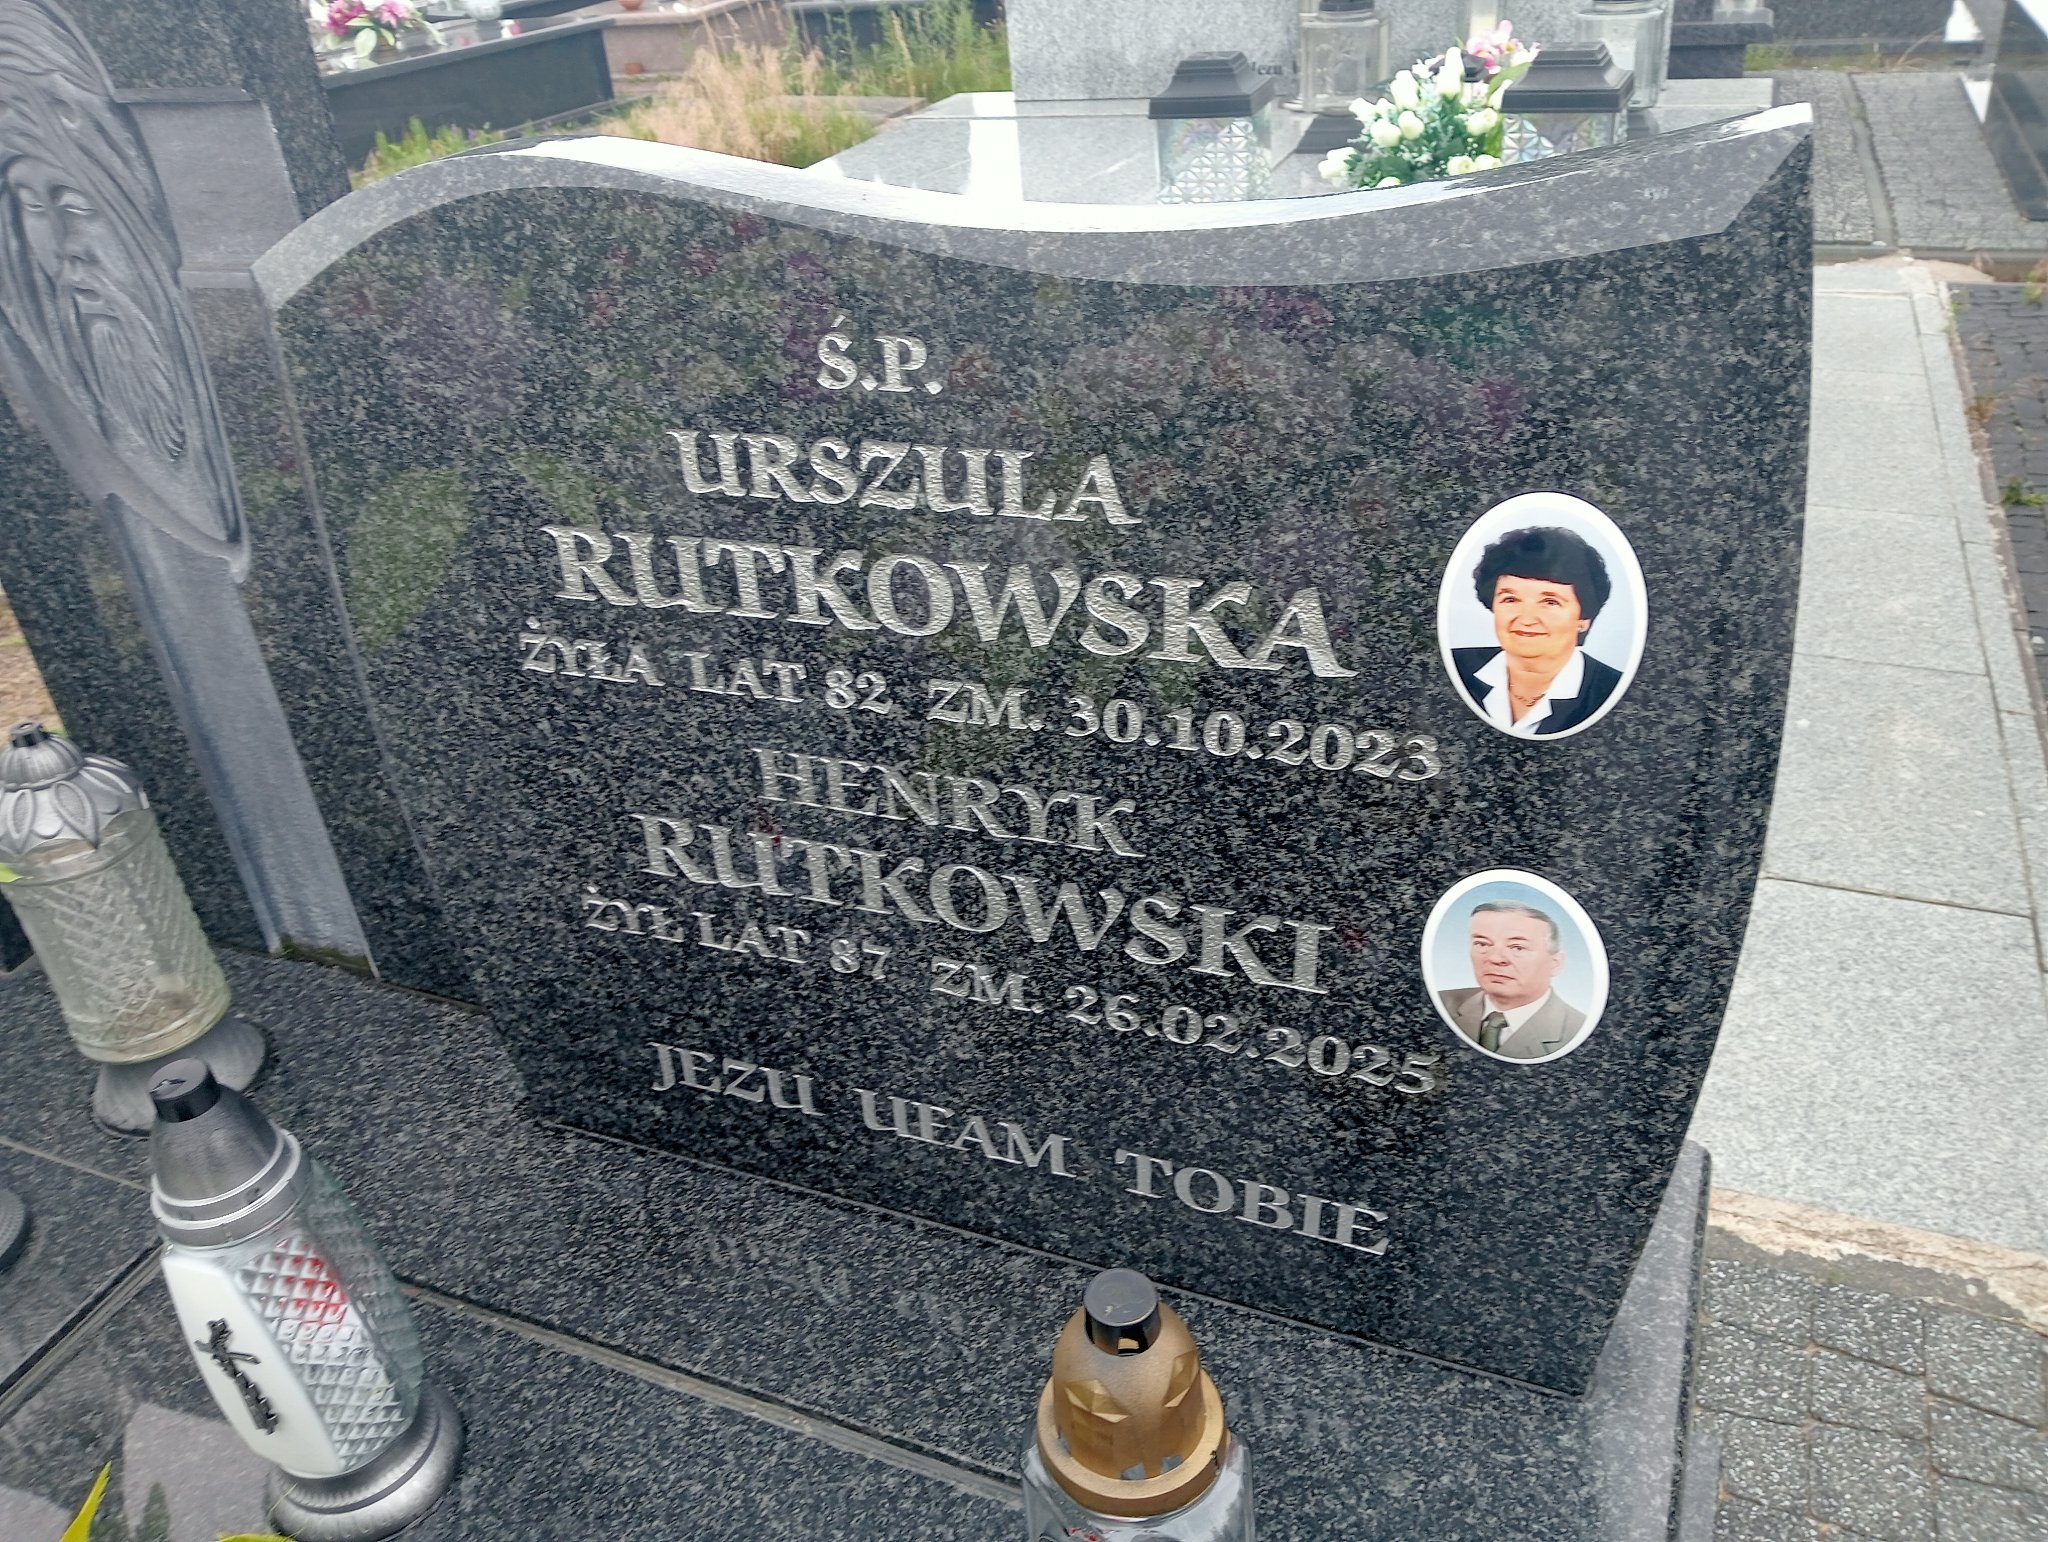 Ś.P.
URSZULA
RUTKOWSKA
ŻYŁA LAT 82 ZM. 30.10.2023
HENRYK
RUTKOWSKI
ŻYŁ LAT 87 ZM. 26.02.2025
JEZU UFAM TOBIE